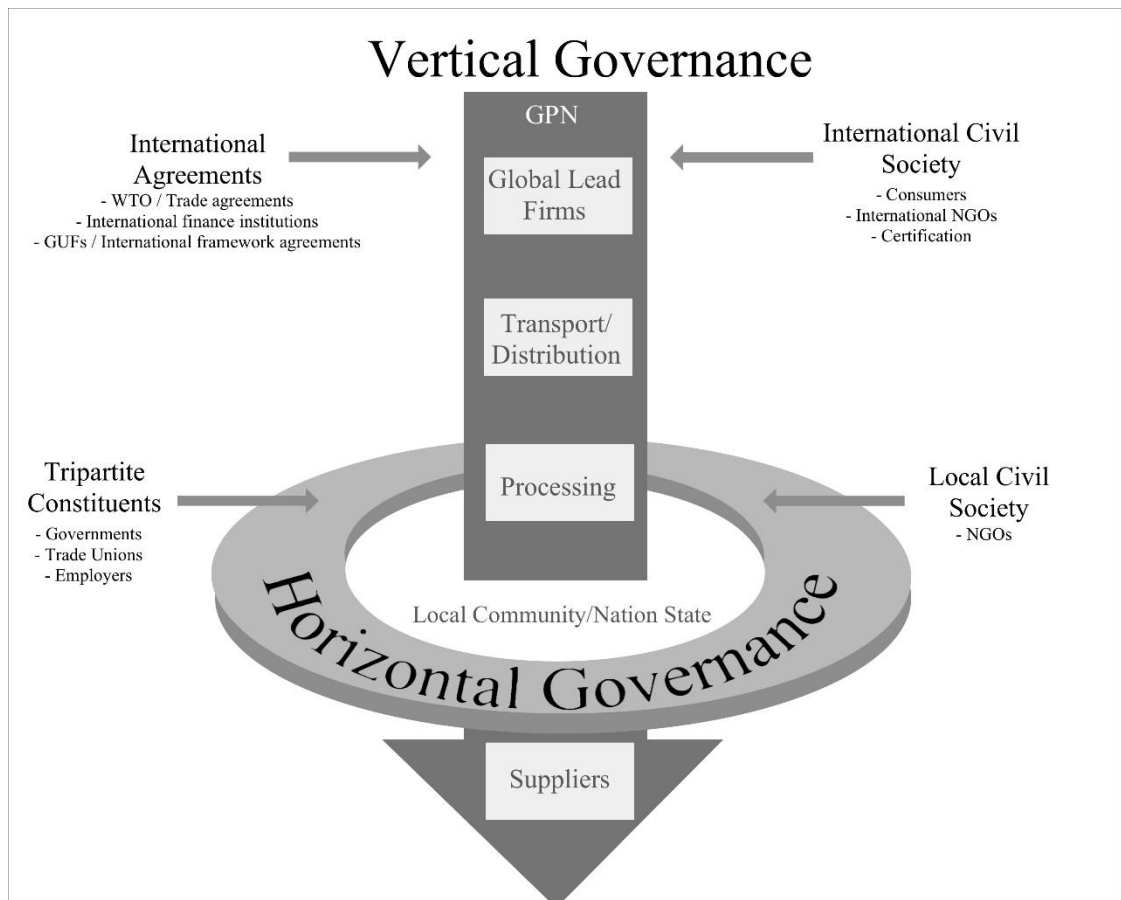 Vertical Governance
GPN
International
Agreements
- WTO / Trade agreements
- International finance institutions
- GUFs / International framework agreements
Global Lead
Firms
International Civil
Society
- Consumers
- International NGOs
- Certification
Transport/
Distribution
Tripartite
Constituents
- Governments
- Trade Unions
- Employers
Processing
Local Civil
Society
- NGOs
Local Community/Nation State
Horizontal Governance
Suppliers